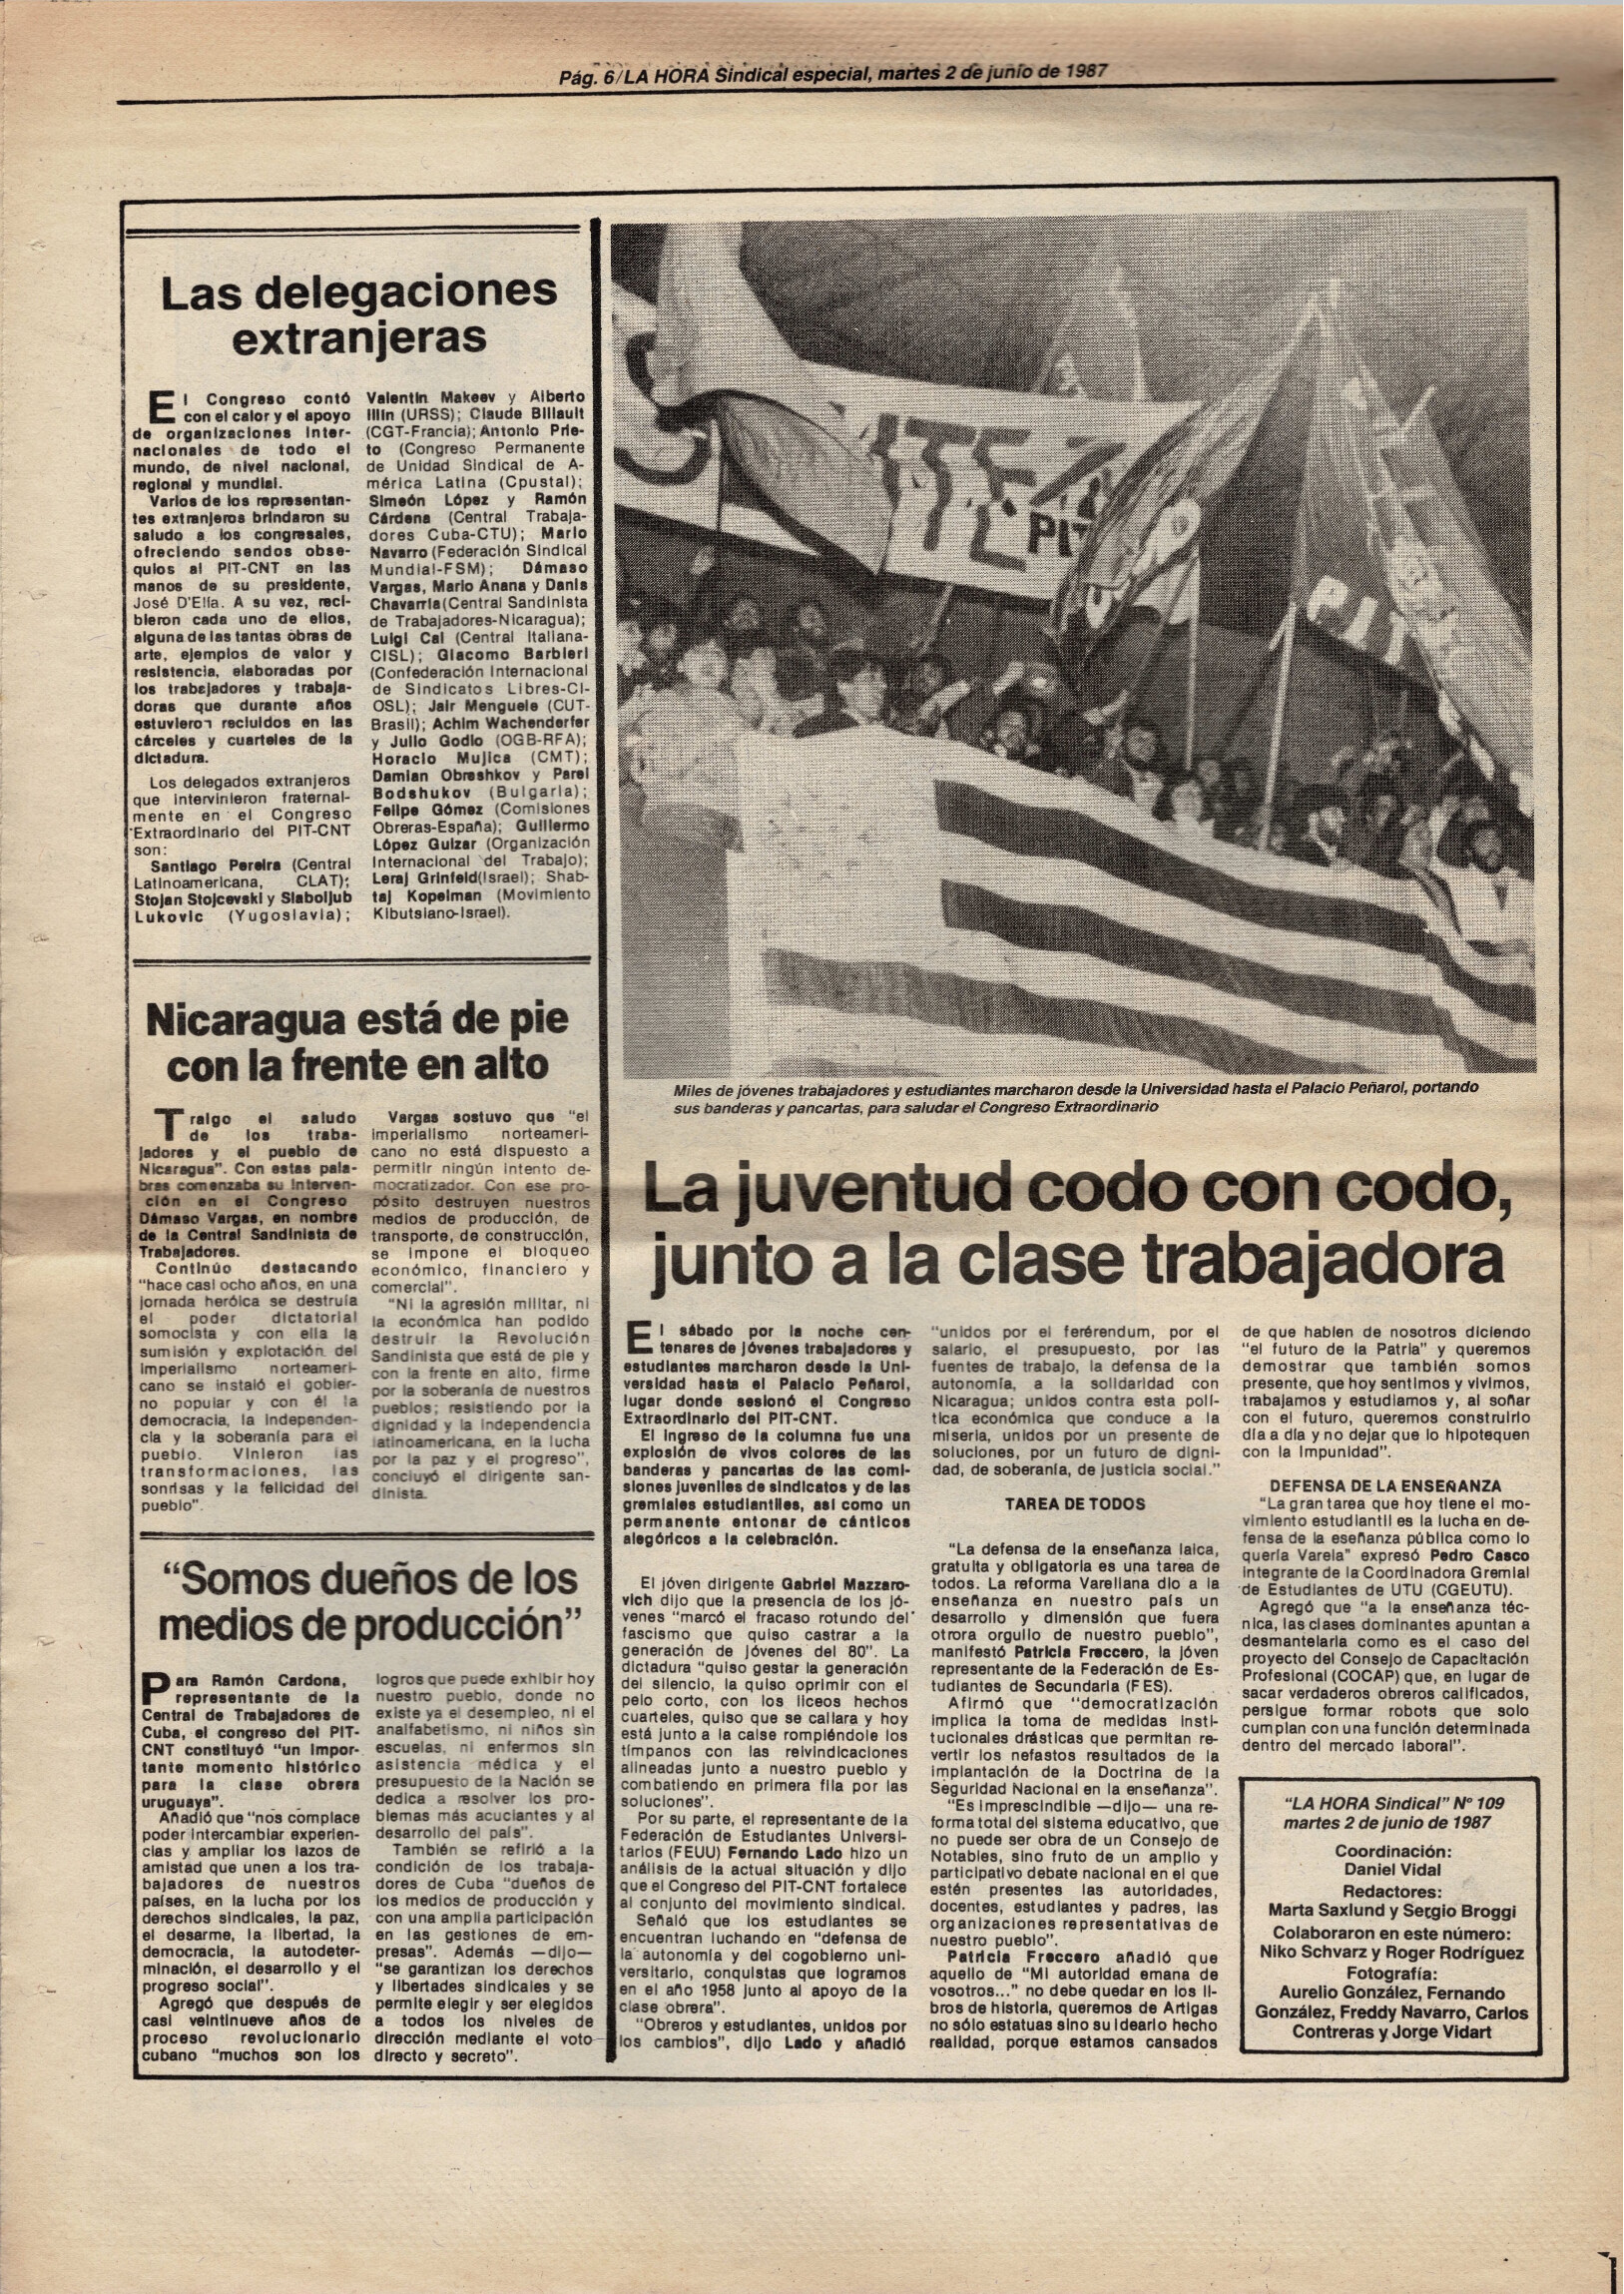 Pág. 6/LA HORA Sindical especial, martes 2 de junio de 1987
Las delegaciones
extranjeras
El Congreso contó
con el calor y el apoyo
de organizaciones inter-
nacionales de todo el
mundo, de nivel nacional,
regional y mundial.
Varios de los representan-
tes extranjeros brindaron su
saludo a los congresales,
ofreciendo sendos obse-
quios al PIT-CNT en las
manos de su presidente,
José D'Elía. A su vez, reci-
bieron cada uno de ellos,
alguna de las tantas obras de
arte, ejemplos de valor y
resistencia, elaboradas por
los trabajadores y trabaja-
doras que durante años
estuvieron recluidos en las
cárceles y cuarteles de la
dictadura.
Los delegados extranjeros
que intervinieron fraternal-
mente en el Congreso
Extraordinario del PIT-CNT
son:
Santiago Pereira (Central
Latinoamericana, CLAT);
Stojan Stojcevski y Slaboljub
Lukovic (Yugoslavia);
Valentín Makeev y Alberto
Illin (URSS); Claude Billault
(CGT-Francia); Antonio Prie-
to (Congreso Permanente
de Unidad Sindical de A-
mérica Latina (Cpustal);
Simeón López y Ramón
Cárdena (Central Trabaja-
dores Cuba-CTU); Mario
Navarro (Federación Sindical
Mundial-FSM); Dámaso
Vargas, Mario Anana y Danis
Chavarría (Central Sandinista
de Trabajadores-Nicaragua);
Luigi Cal (Central Italiana-
CISL); Giacomo Barbieri
(Confederación Internacional
de Sindicatos Libres-CI-
OSL); Jair Menguele (CUT-
Brasil); Achim Wachenderfer
y Julio Godio (OGB-RFA);
Horacio Mujica (CMT);
Damian Obreshkov y Parel
Bodshukov (Bulgaria);
Felipe Gómez (Comisiones
Obreras-España); Guillermo
López Guizar (Organización
Internacional del Trabajo);
Leraj Grinfeld (Israel); Shab-
taj Kopelman (Movimiento
Kibutsiano-Israel).
Nicaragua está de pie
con la frente en alto
Traigo el saludo
de los traba-
jadores y el pueblo de
Nicaragua". Con estas pala-
bras comenzaba su interven-
ción en el Congreso
Dámaso Vargas, en nombre
de la Central Sandinista de
Trabajadores.
Continúo destacando
"hace casi ocho años, en una
jornada heróica se destruía
el poder dictatorial
somocista y con ella la
sumisión y explotación del
imperialismo norteameri-
cano se instaló el gobier-
no popular y con él la
democracia, la independen-
cia y la soberanía para el
pueblo. Vinieron las
transformaciones, las
sonrisas y la felicidad del
pueblo".
Vargas sostuvo que "el
imperialismo norteameri-
cano no está dispuesto a
permitir ningún intento de-
mocratizador. Con ese pro-
pósito destruyen nuestros
medios de producción, de
transporte, de construcción,
se impone el bloqueo
económico, financiero y
comercial".
"Ni la agresión militar, ni
la económica han podido
destruir la Revolución
Sandinista que está de pie y
con la frente en alto, firme
por la soberanía de nuestros
pueblos; resistiendo por la
dignidad y la independencia
latinoamericana, en la lucha
por la paz y el progreso",
concluyó el dirigente san-
dinista.
"Somos dueños de los
medios de producción"
Para Ramón Cardona,
representante de la
Central de Trabajadores de
Cuba, el congreso del PIT-
CNT constituyó "un impor-
tante momento histórico
para la clase obrera
uruguaya".
Añadió que "nos complace
poder intercambiar experien-
cias y ampliar los lazos de
amistad que unen a los tra-
bajadores de nuestros
países, en la lucha por los
derechos sindicales, la paz,
el desarme, la libertad, la
democracia, la autodeter-
minación, el desarrollo y el
progreso social".
Agregó que después de
casi veintinueve años de
proceso revolucionario
cubano "muchos son los
logros que puede exhibir hoy
nuestro pueblo, donde no
existe ya el desempleo, ni el
analfabetismo, ni niños sin
escuelas, ni enfermos sin
asistencia médica y el
presupuesto de la Nación se
dedica a resolver los pro-
blemas más acuciantes y al
desarrollo del país".
También se refirió a la
condición de los trabaja-
dores de Cuba "dueños de
los medios de producción y
con una amplia participación
en las gestiones de em-
presas". Además —dijo—
"se garantizan los derechos
y libertades sindicales y se
permite elegir y ser elegidos
a todos los niveles de
dirección mediante el voto
directo y secreto".
ITEZ
PIT
PIT
Miles de jóvenes trabajadores y estudiantes marcharon desde la Universidad hasta el Palacio Peñarol, portando
sus banderas y pancartas, para saludar el Congreso Extraordinario
La juventud codo con codo,
junto a la clase trabajadora
El sábado por la noche cen-
tenares de jóvenes trabajadores y
estudiantes marcharon desde la Uni-
versidad hasta el Palacio Peñarol,
lugar donde sesionó el Congreso
Extraordinario del PIT-CNT.
El ingreso de la columna fue una
explosión de vivos colores de las
banderas y pancartas de las comi-
siones juveniles de sindicatos y de las
gremiales estudiantiles, así como un
permanente entonar de cánticos
alegóricos a la celebración.
El jóven dirigente Gabriel Mazzaro-
vich dijo que la presencia de los jó-
venes "marcó el fracaso rotundo del
fascismo que quiso castrar a la
generación de jóvenes del 80". La
dictadura "quiso gestar la generación
del silencio, la quiso oprimir con el
pelo corto, con los liceos hechos
cuarteles, quiso que se callara y hoy
está junto a la calse rompiéndole los
tímpanos con las reivindicaciones
alineadas junto a nuestro pueblo y
combatiendo en primera fila por las
soluciones".
Por su parte, el representante de la
Federación de Estudiantes Universi-
tarios (FEUU) Fernando Lado hizo un
análisis de la actual situación y dijo
que el Congreso del PIT-CNT fortalece
al conjunto del movimiento sindical.
Señaló que los estudiantes se
encuentran luchando en "defensa de
la autonomía y del cogobierno uni-
versitario, conquistas que logramos
en el año 1958 junto al apoyo de la
clase obrera".
"Obreros y estudiantes, unidos por
los cambios", dijo Lado y añadió
"unidos por el ferérendum, por el
salario, el presupuesto, por las
fuentes de trabajo, la defensa de la
autonomía, a la solidaridad con
Nicaragua; unidos contra esta polí-
tica económica que conduce a la
miseria, unidos por un presente de
soluciones, por un futuro de digni-
dad, de soberanía, de justicia social."
TAREA DE TODOS
"La defensa de la enseñanza laica,
gratuita y obligatoria es una tarea de
todos. La reforma Vareliana dio a la
enseñanza en nuestro país un
desarrollo y dimensión que fuera
otrora orgullo de nuestro pueblo",
manifestó Patricia Freccero, la jóven
representante de la Federación de Es-
tudiantes de Secundaria (FES).
Afirmó que "democratización
implica la toma de medidas insti-
tucionales drásticas que permitan re-
vertir los nefastos resultados de la
implantación de la Doctrina de la
Seguridad Nacional en la enseñanza".
"Es imprescindible —dijo— una re-
forma total del sistema educativo, que
no puede ser obra de un Consejo de
Notables, sino fruto de un amplio y
participativo debate nacional en el que
estén presentes las autoridades,
docentes, estudiantes y padres, las
organizaciones representativas de
nuestro pueblo".
Patricia Freccero añadió que
aquello de "Mi autoridad emana de
vosotros..." no debe quedar en los li-
bros de historia, queremos de Artigas
no sólo estatuas sino su ideario hecho
realidad, porque estamos cansados
de que hablen de nosotros diciendo
"el futuro de la Patria" y queremos
demostrar que también somos
presente, que hoy sentimos y vivimos,
trabajamos y estudiamos y, al soñar
con el futuro, queremos construirlo
día a día y no dejar que lo hipotequen
con la impunidad".
DEFENSA DE LA ENSEÑANZA
"La gran tarea que hoy tiene el mo-
vimiento estudiantil es la lucha en de-
fensa de la eseñanza pública como lo
quería Varela" expresó Pedro Casco
integrante de la Coordinadora Gremial
de Estudiantes de UTU (CGEUTU).
Agregó que "a la enseñanza téc-
nica, las clases dominantes apuntan a
desmantelarla como es el caso del
proyecto del Consejo de Capacitación
Profesional (COCAP) que, en lugar de
sacar verdaderos obreros calificados,
persigue formar robots que solo
cumplan con una función determinada
dentro del mercado laboral".
"LA HORA Sindical" Nº 109
martes 2 de junio de 1987
Coordinación:
Daniel Vidal
Redactores:
Marta Saxlund y Sergio Broggi
Colaboraron en este número:
Niko Schvarz y Roger Rodríguez
Fotografía:
Aurelio González, Fernando
González, Freddy Navarro, Carlos
Contreras y Jorge Vidart